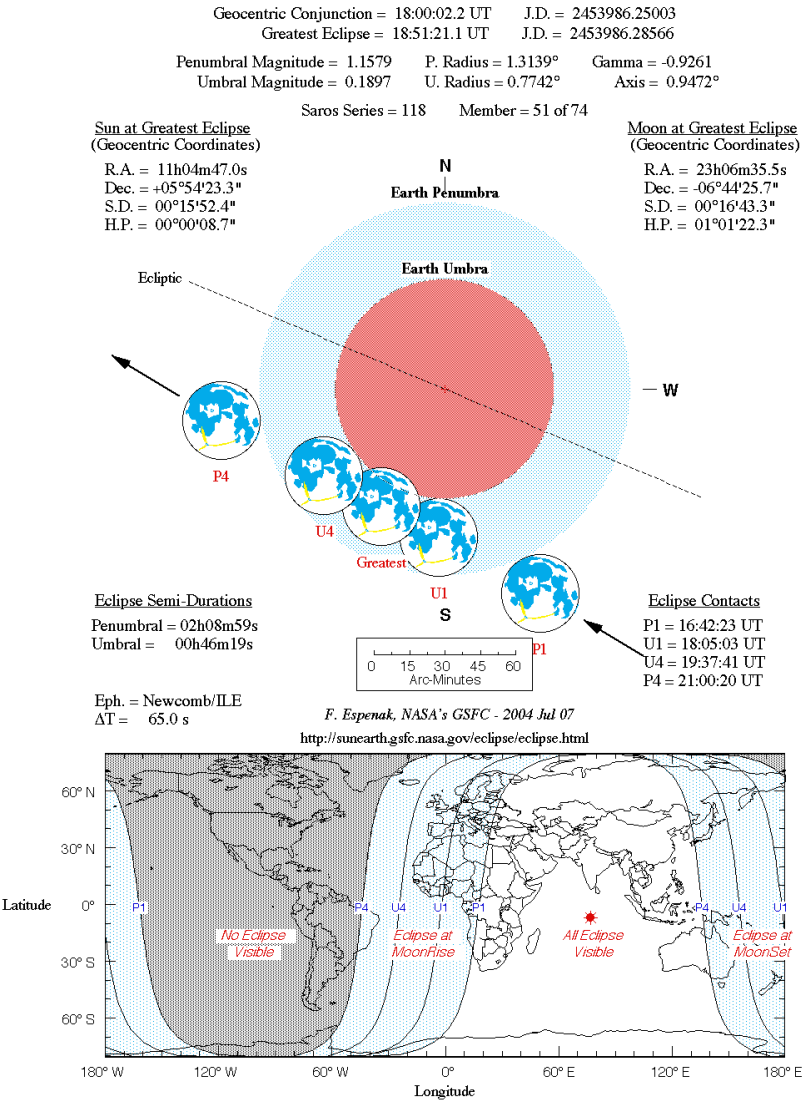 Geocentric Conjunction = 18:00:02.2 UT J.D. = 2453986.25003
Greatest Eclipse = 18:51:21.1 UT J.D. = 2453986.28566
Penumbral Magnitude = 1.1579 P. Radius = 1.3139° Gamma = -0.9261
Umbral Magnitude = 0.1897 U. Radius = 0.7742° Axis = 0.9472°
Saros Series = 118 Member = 51 of 74
Sun at Greatest Eclipse
(Geocentric Coordinates)
R.A. = 11h04m47.0s
Dec. = +05°54'23.3"
S.D. = 00°15'52.4"
H.P. = 00°00'08.7"
Moon at Greatest Eclipse
(Geocentric Coordinates)
R.A. = 23h06m35.5s
Dec. = -06°44'25.7"
S.D. = 00°16'43.3"
H.P. = 01°01'22.3"
N
Earth Penumbra
Earth Umbra
Ecliptic
W
P4
U4
Greatest
U1
S
P1
Eclipse Semi-Durations
Penumbral = 02h08m59s
Umbral = 00h46m19s
Eph. = Newcomb/ILE
ΔT = 65.0 s
0 15 30 45 60
Arc-Minutes
Eclipse Contacts
P1 = 16:42:23 UT
U1 = 18:05:03 UT
U4 = 19:37:41 UT
P4 = 21:00:20 UT
F. Espenak, NASA's GSFC - 2004 Jul 07
http://sunearth.gsfc.nasa.gov/eclipse/eclipse.html
60° N
30° N
Latitude
0°
30° S
60° S
P1 P4 U4 U1 P1 P4 U4 U1
No Eclipse
Visible
Eclipse at
MoonRise
All Eclipse
Visible
Eclipse at
MoonSet
180° W 120° W 60° W 0° 60° E 120° E 180° E
Longitude